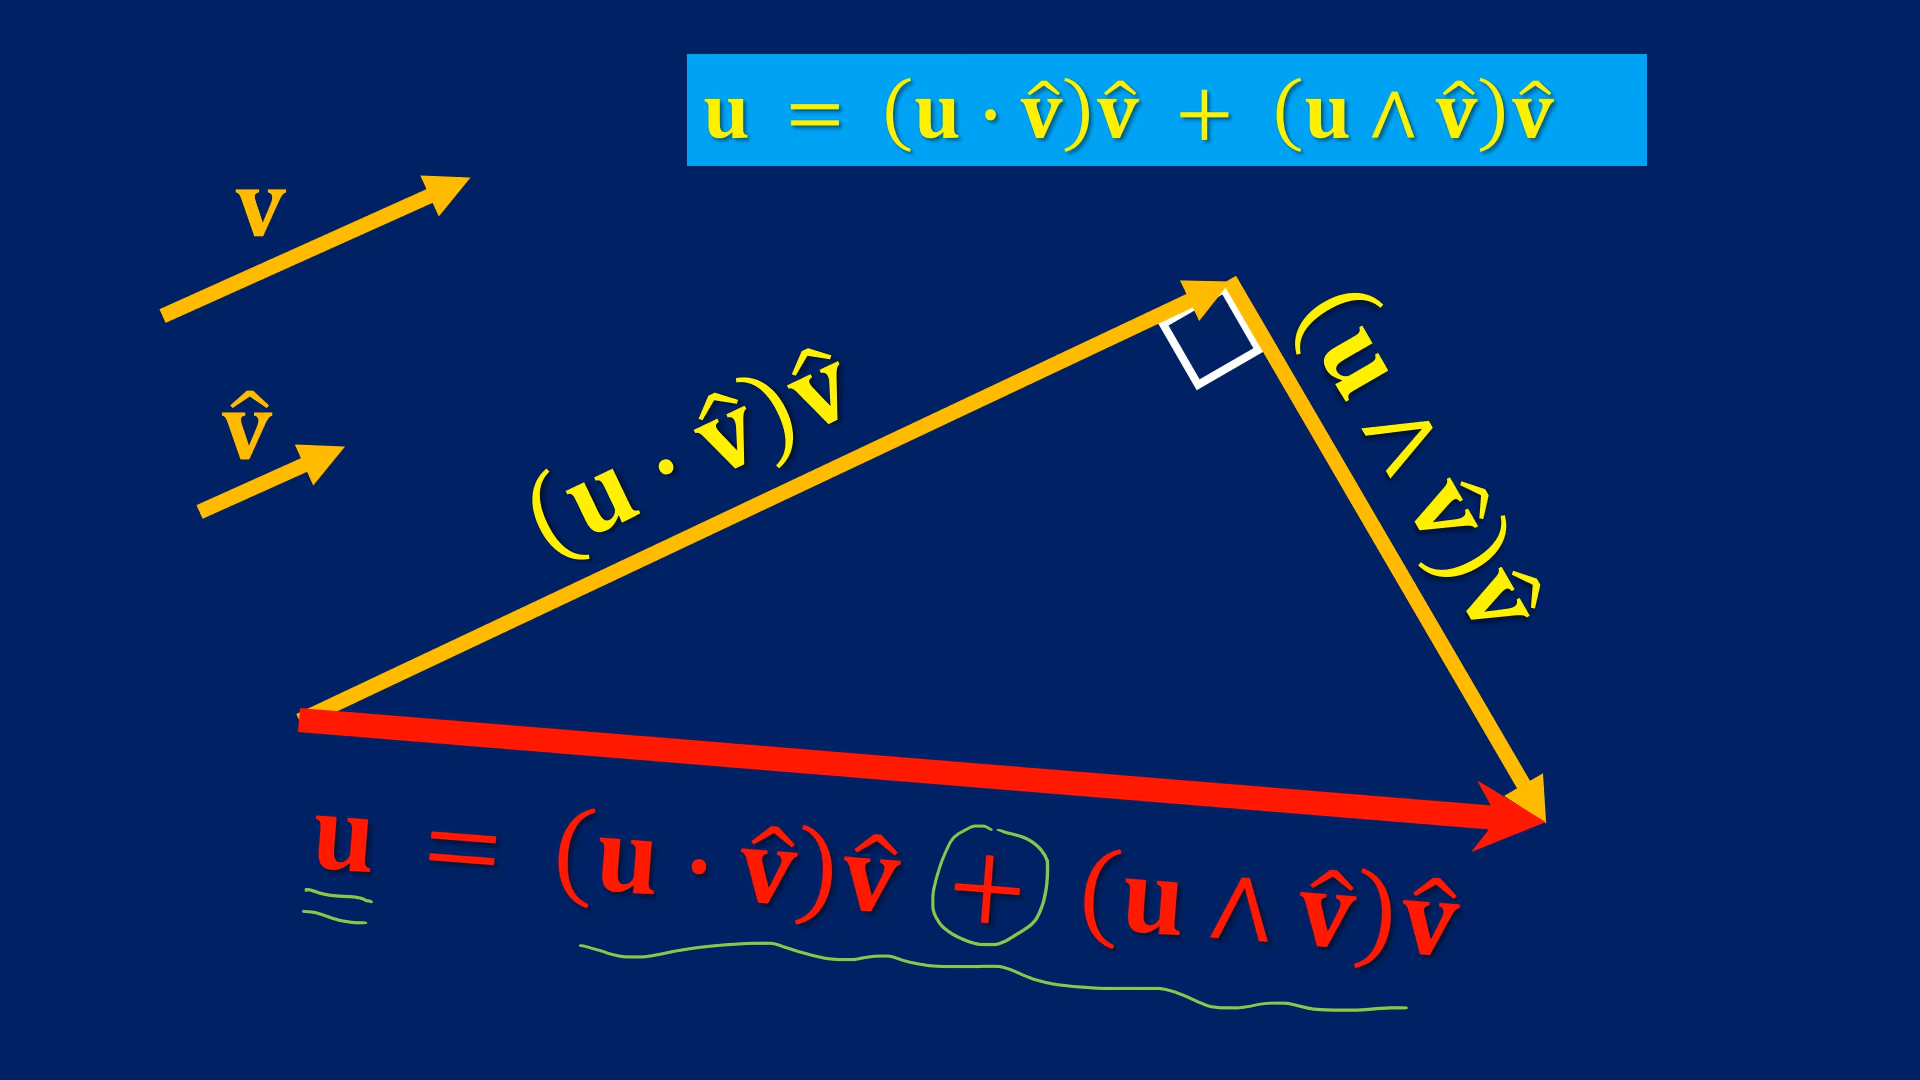 𝐮 = (𝐮 · 𝐯̂)𝐯̂ + (𝐮 ∧ 𝐯̂)𝐯̂
𝐯
𝐯̂
(𝐮 · 𝐯̂)𝐯̂
(𝐮 ∧ 𝐯̂)𝐯̂
𝐮 = (𝐮 · 𝐯̂)𝐯̂ + (𝐮 ∧ 𝐯̂)𝐯̂